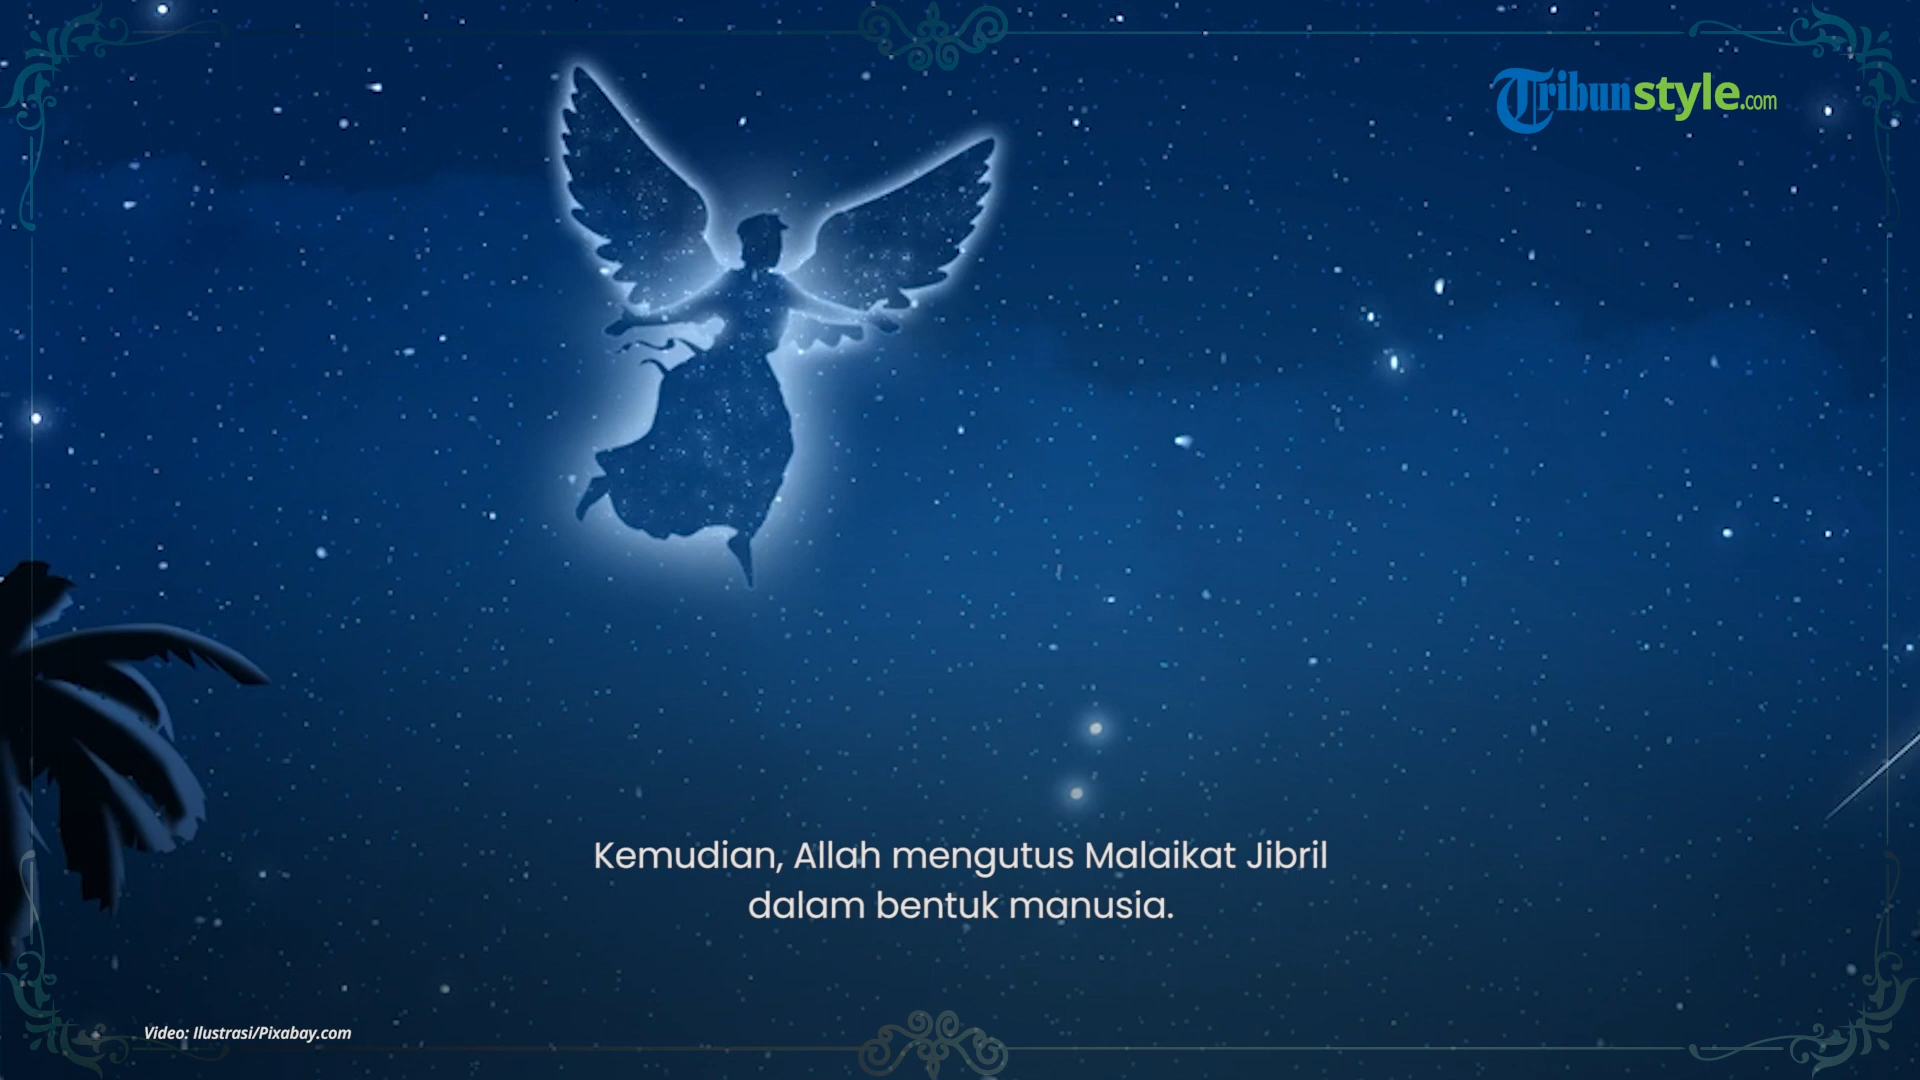 Tribunstyle.com
Kemudian, Allah mengutus Malaikat Jibril
dalam bentuk manusia.
Video: Ilustrasi/Pixabay.com